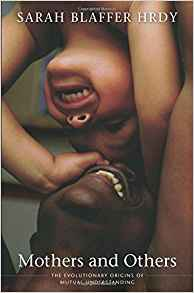 SARAH BLAFFER HRDY
Mothers and Others
THE EVOLUTIONARY ORIGINS OF
MUTUAL UNDERSTANDING